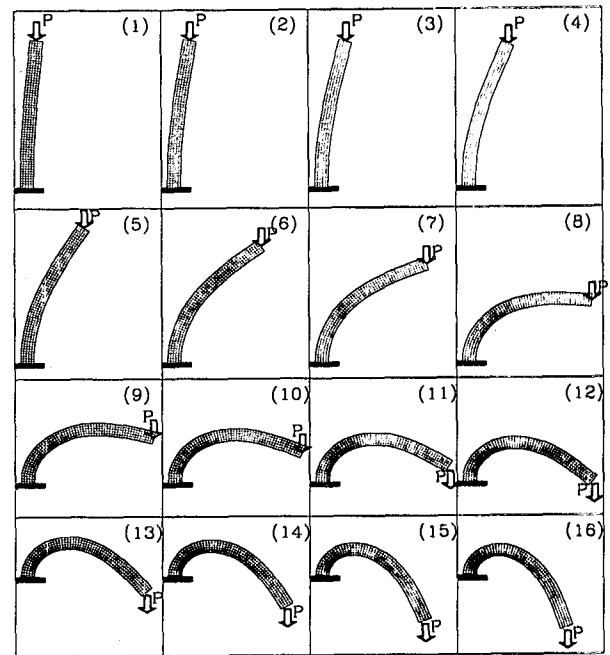 P (1) P (2) P (3) P (4)
P (5) P (6) P (7) P (8)
P (9) P (10) P (11) P (12)
P (13) P (14) P (15) P (16)